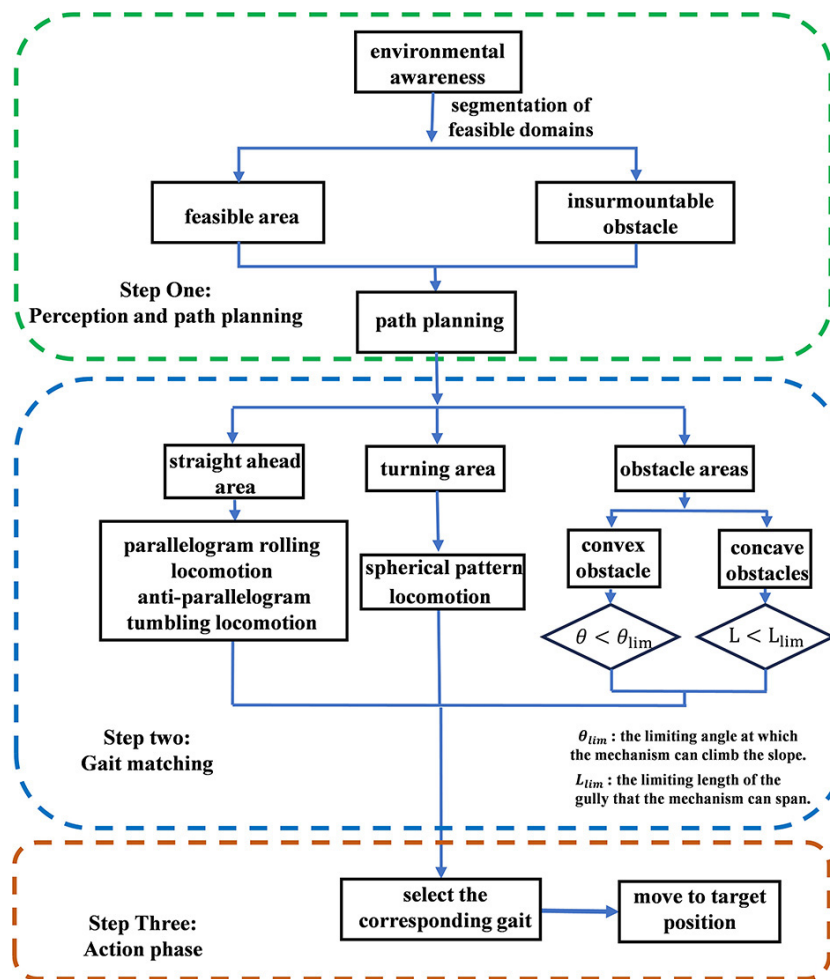 environmental
awareness
segmentation of
feasible domains
feasible area
insurmountable
obstacle
Step One:
Perception and path planning
path planning
straight ahead
area
turning area
obstacle areas
parallelogram rolling
locomotion
anti-parallelogram
tumbling locomotion
spherical pattern
locomotion
convex
obstacle
concave
obstacles
θ < θlim
L < Llim
Step two:
Gait matching
θlim : the limiting angle at which
the mechanism can climb the slope.
Llim : the limiting length of the
gully that the mechanism can span.
Step Three:
Action phase
select the
corresponding gait
move to target
position